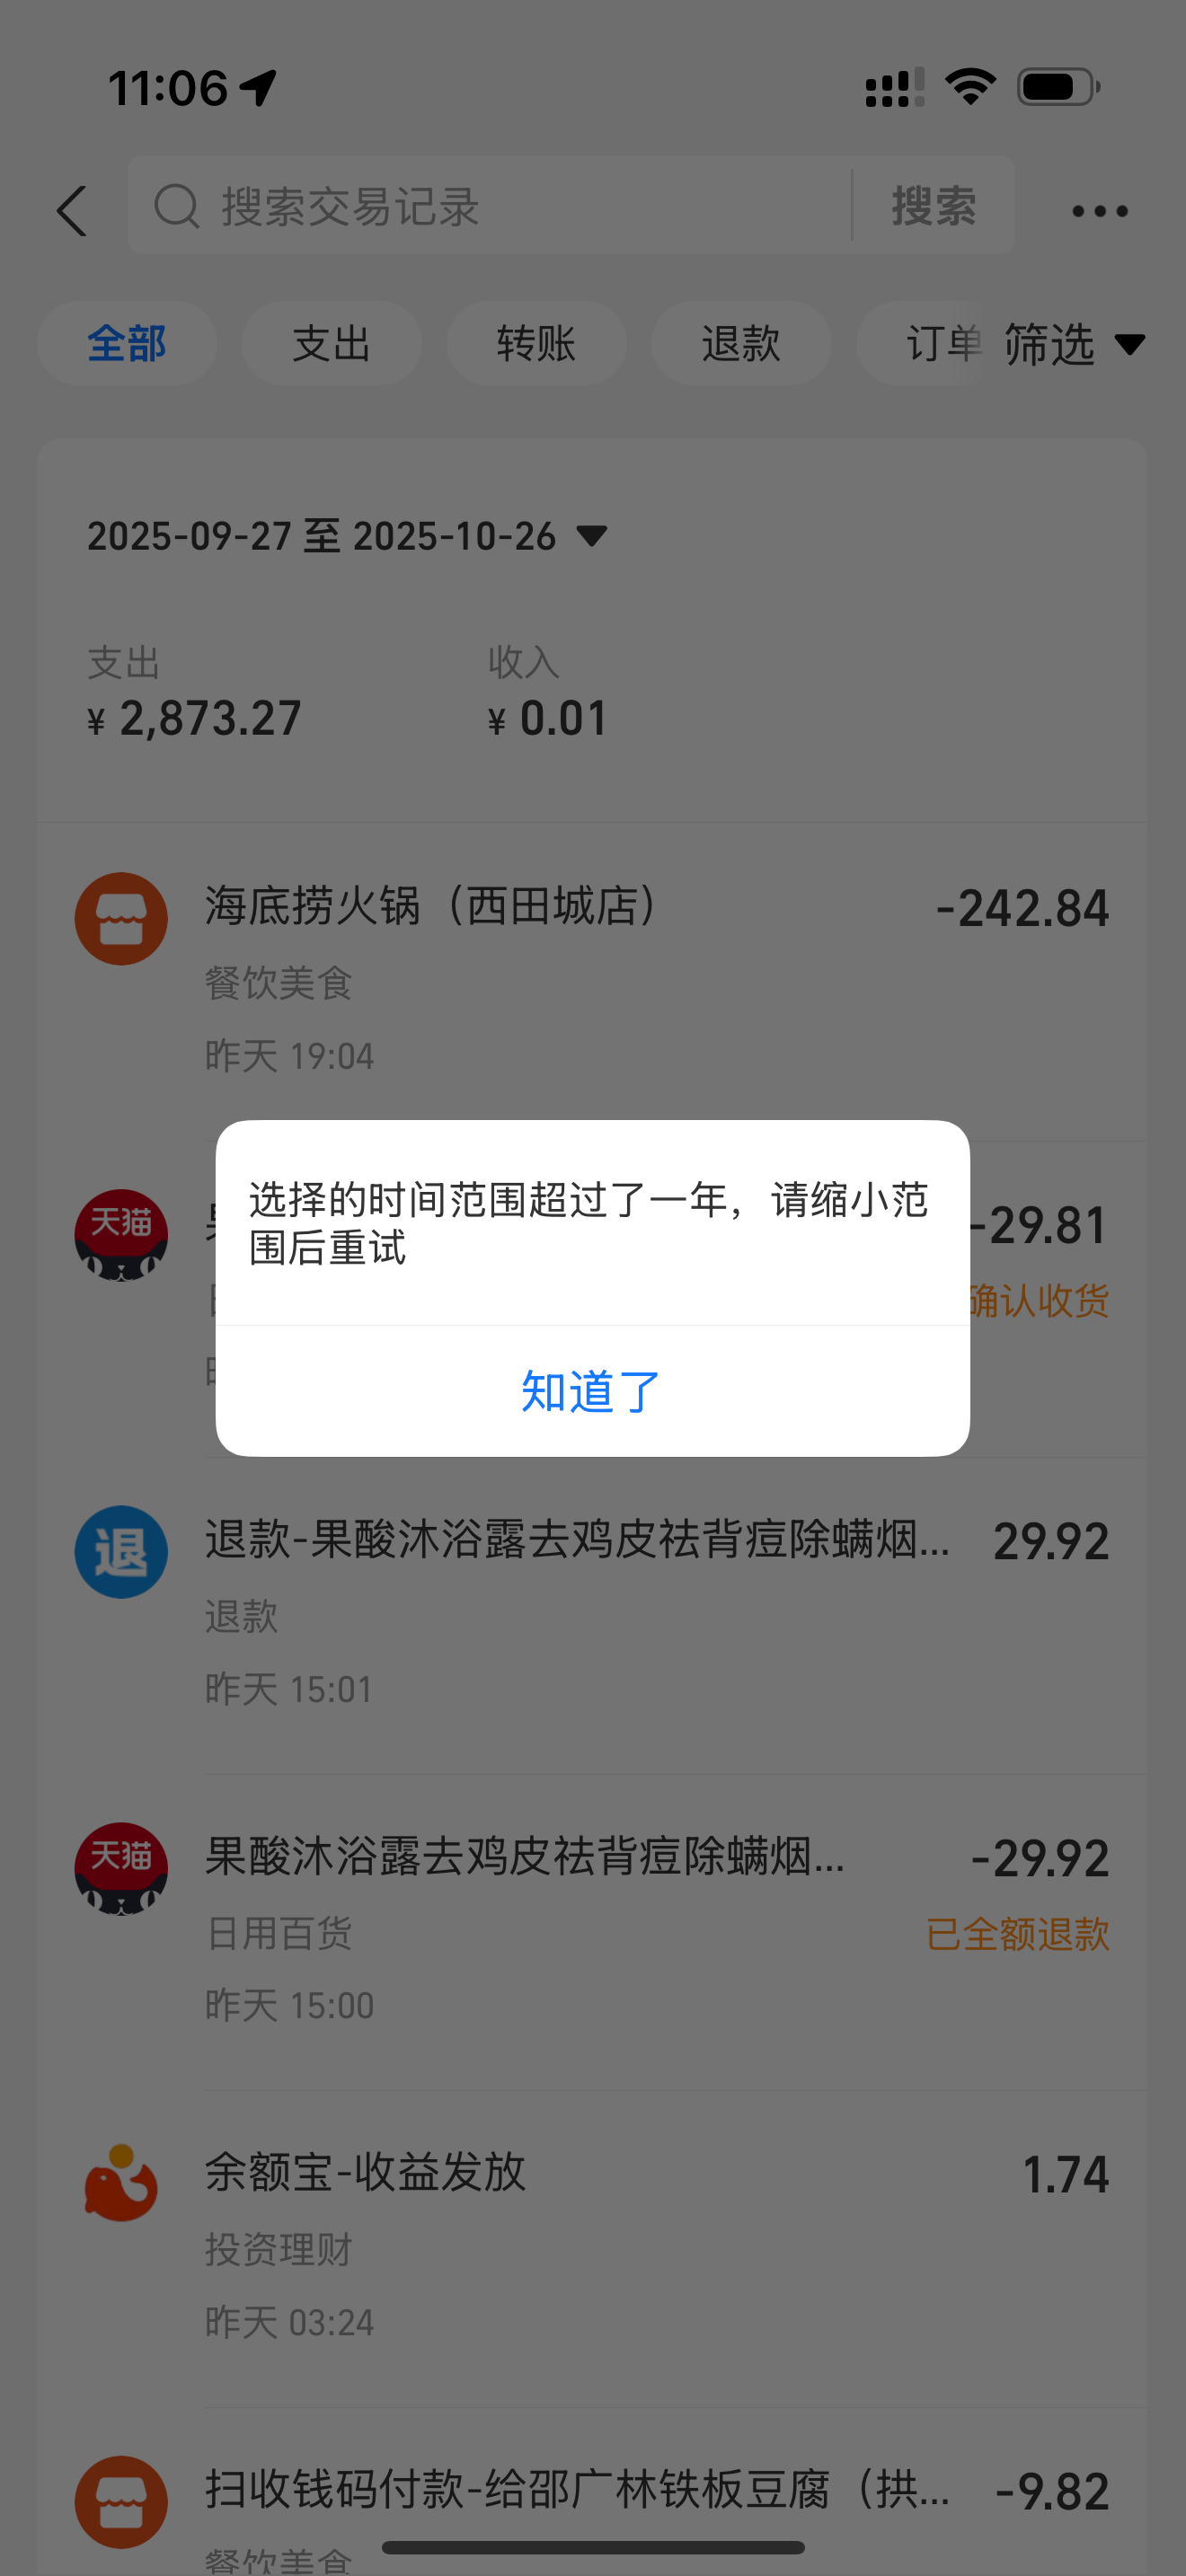 11:06
搜索交易记录 搜索
全部 支出 转账 退款 订单 筛选
2025-09-27 至 2025-10-26
支出 收入
¥ 2,873.27 ¥ 0.01
海底捞火锅（西田城店） -242.84
餐饮美食
昨天 19:04
天猫 -29.81
确认收货
选择的时间范围超过了一年，请缩小范
围后重试
知道了
退 退款-果酸沐浴露去鸡皮祛背痘除螨烟... 29.92
退款
昨天 15:01
天猫 果酸沐浴露去鸡皮祛背痘除螨烟... -29.92
日用百货 已全额退款
昨天 15:00
余额宝-收益发放 1.74
投资理财
昨天 03:24
扫收钱码付款-给邵广林铁板豆腐（拱... -9.82
餐饮美食